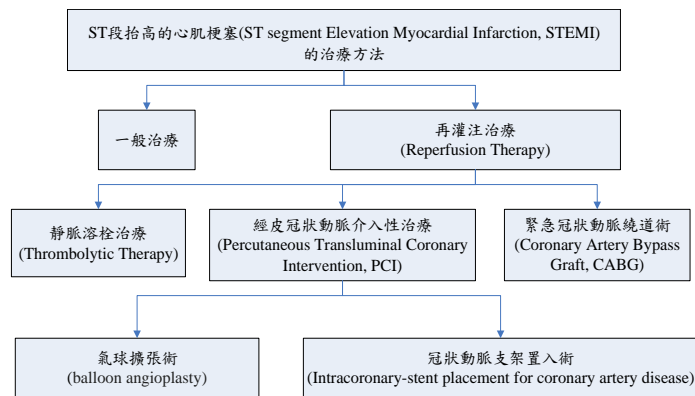 ST段抬高的心肌梗塞(ST segment Elevation Myocardial Infarction, STEMI)
的治療方法
一般治療
再灌注治療
(Reperfusion Therapy)
靜脈溶栓治療
(Thrombolytic Therapy)
經皮冠狀動脈介入性治療
(Percutaneous Transluminal Coronary
Intervention, PCI)
緊急冠狀動脈繞道術
(Coronary Artery Bypass
Graft, CABG)
氣球擴張術
(balloon angioplasty)
冠狀動脈支架置入術
(Intracoronary-stent placement for coronary artery disease)